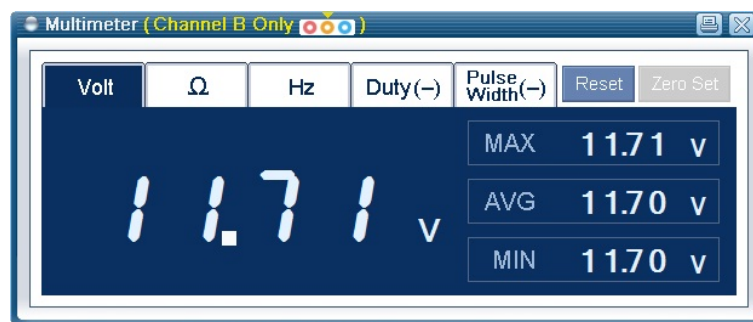 Multimeter (Channel B Only )
Volt Ω Hz Duty(−) Pulse Width(−) Reset Zero Set
11.71 v
MAX 11.71 v
AVG 11.70 v
MIN 11.70 v